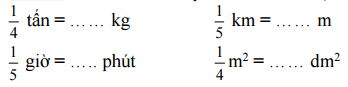 1/4 tấn = …… kg 1/5 km = …… m
1/5 giờ = ….. phút 1/4 m² = …… dm²